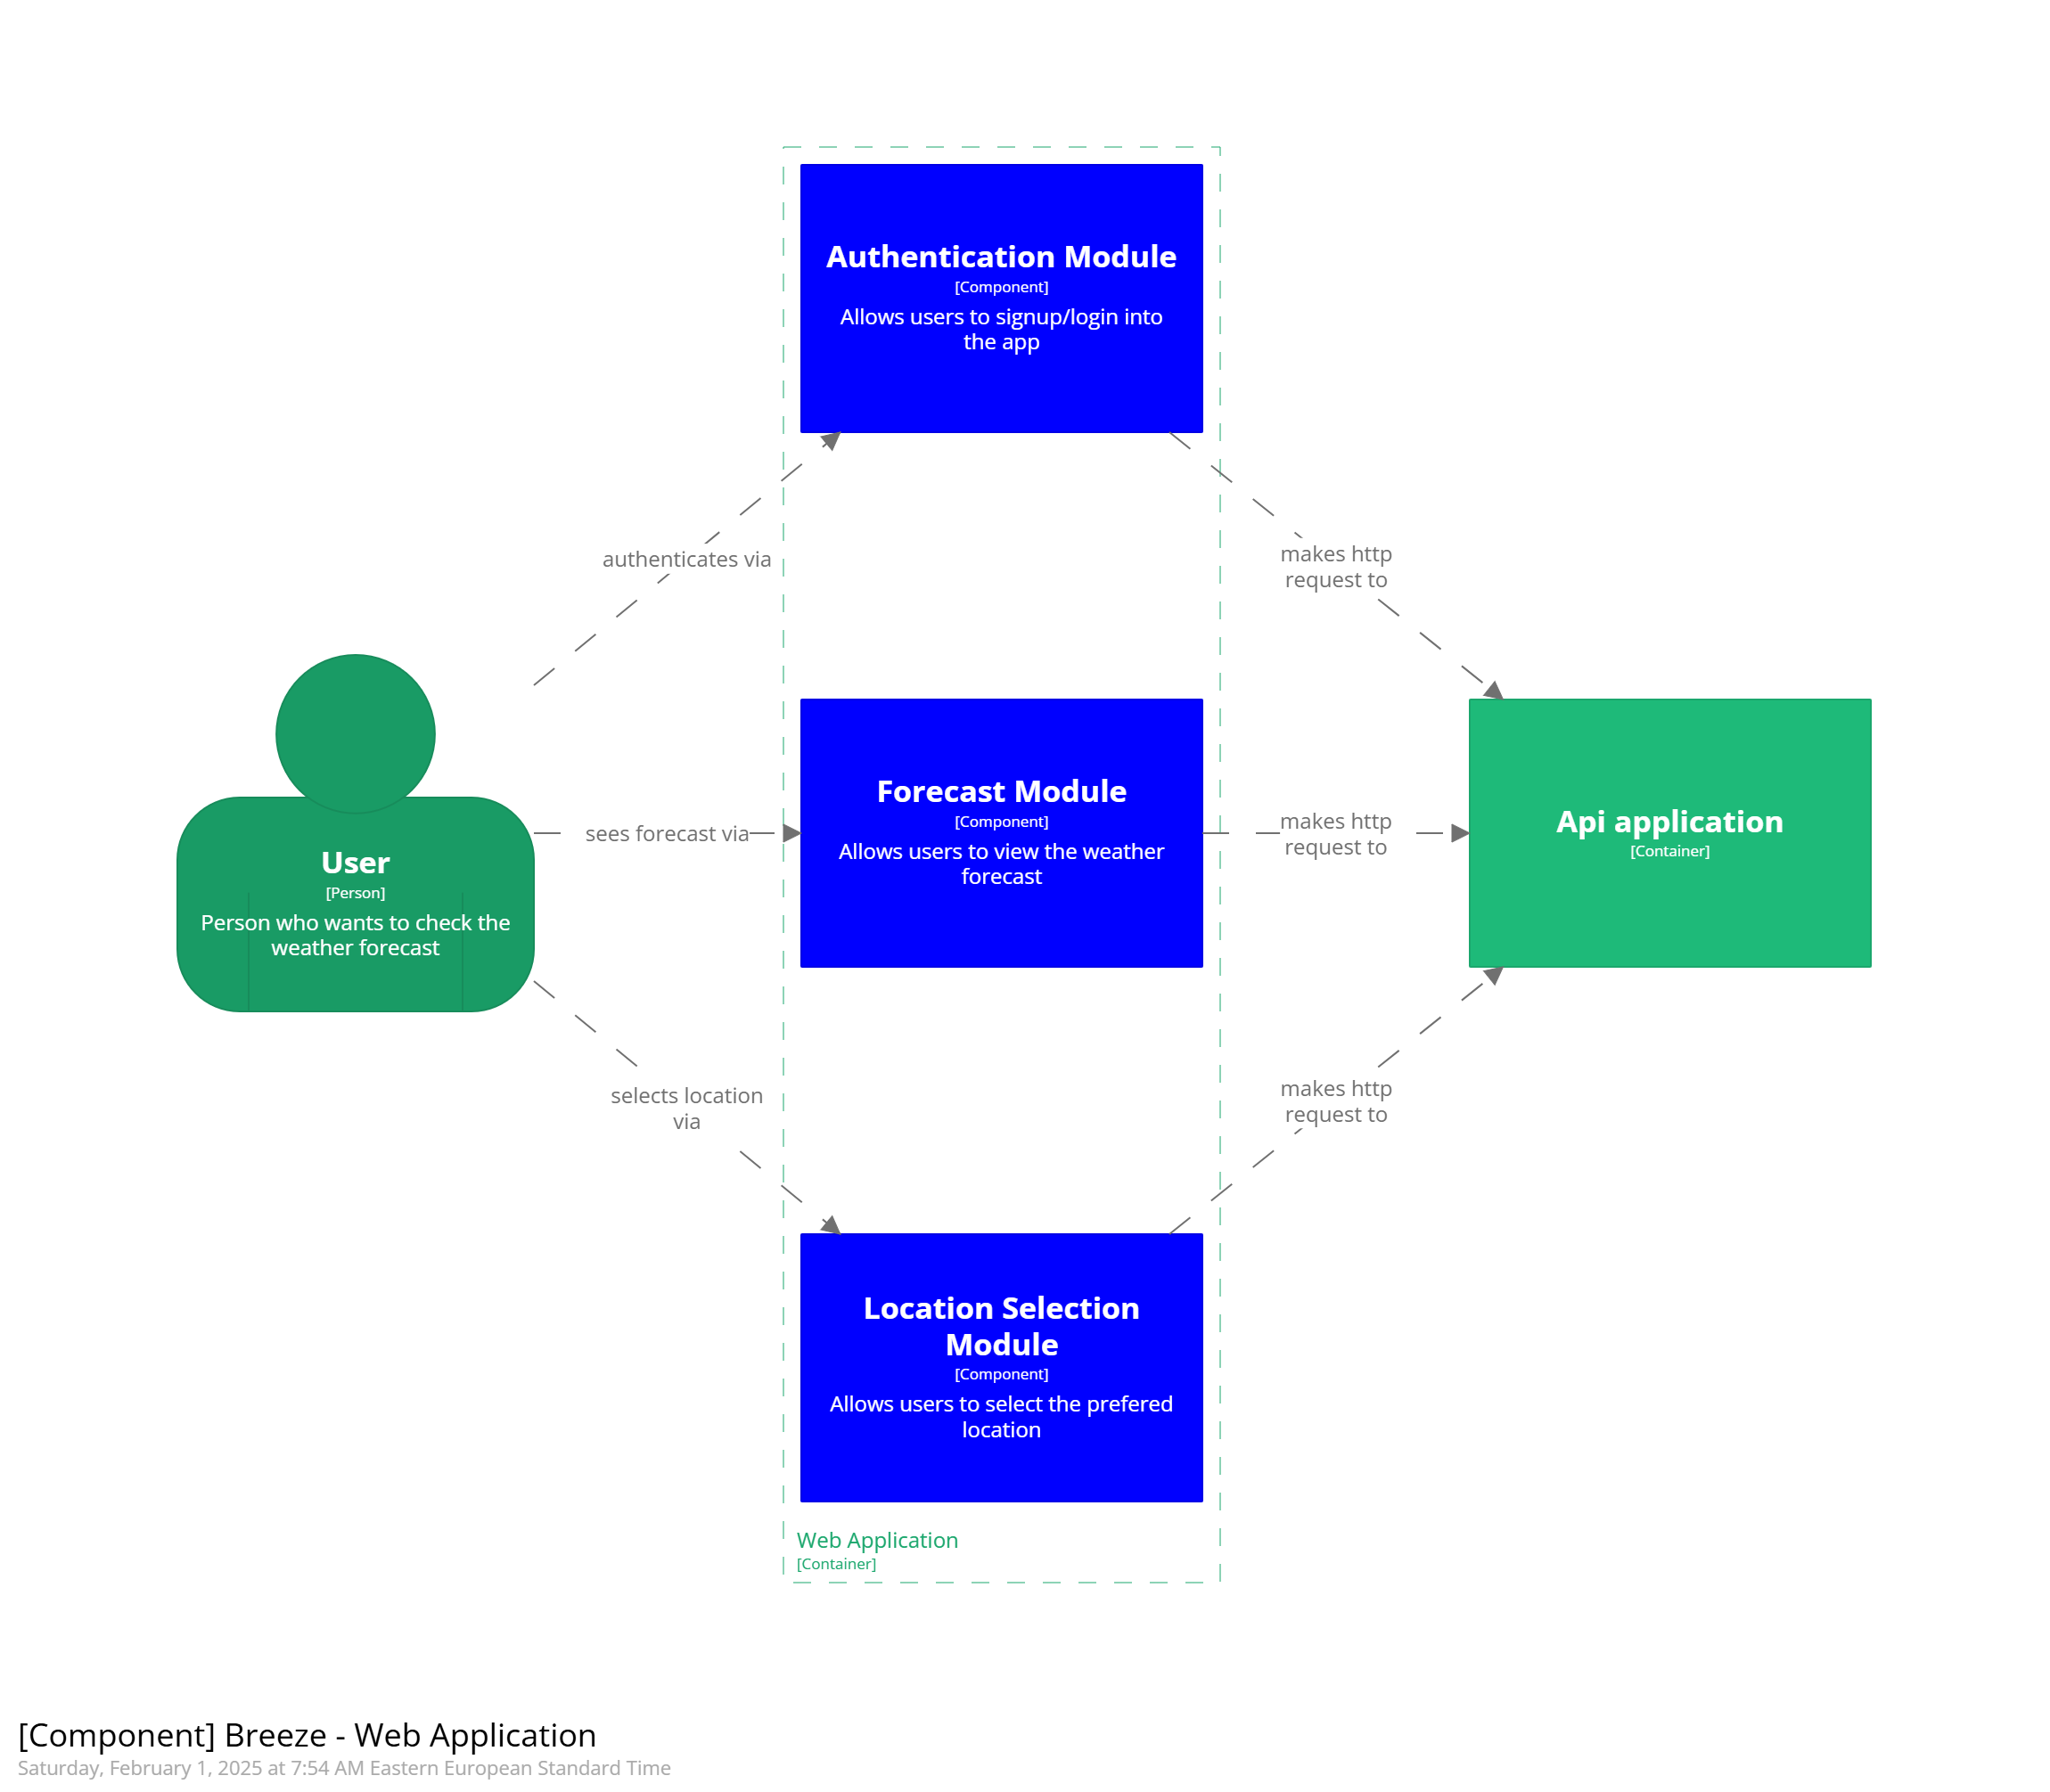 Authentication Module
[Component]
Allows users to signup/login into
the app
authenticates via
makes http
request to
User
[Person]
Person who wants to check the
weather forecast
sees forecast via
Forecast Module
[Component]
Allows users to view the weather
forecast
makes http
request to
Api application
[Container]
selects location
via
makes http
request to
Location Selection
Module
[Component]
Allows users to select the prefered
location
Web Application
[Container]
[Component] Breeze - Web Application
Saturday, February 1, 2025 at 7:54 AM Eastern European Standard Time